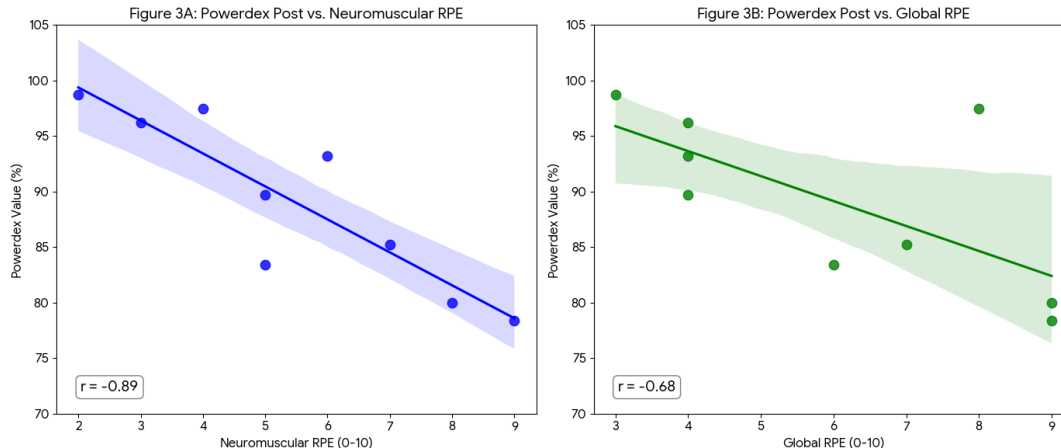 Figure 3A: Powerdex Post vs. Neuromuscular RPE
105
100
95
90
85
80
75
70
Powerdex Value (%)
r = -0.89
2 3 4 5 6 7 8 9
Neuromuscular RPE (0-10)
Figure 3B: Powerdex Post vs. Global RPE
105
100
95
90
85
80
75
70
Powerdex Value (%)
r = -0.68
3 4 5 6 7 8 9
Global RPE (0-10)